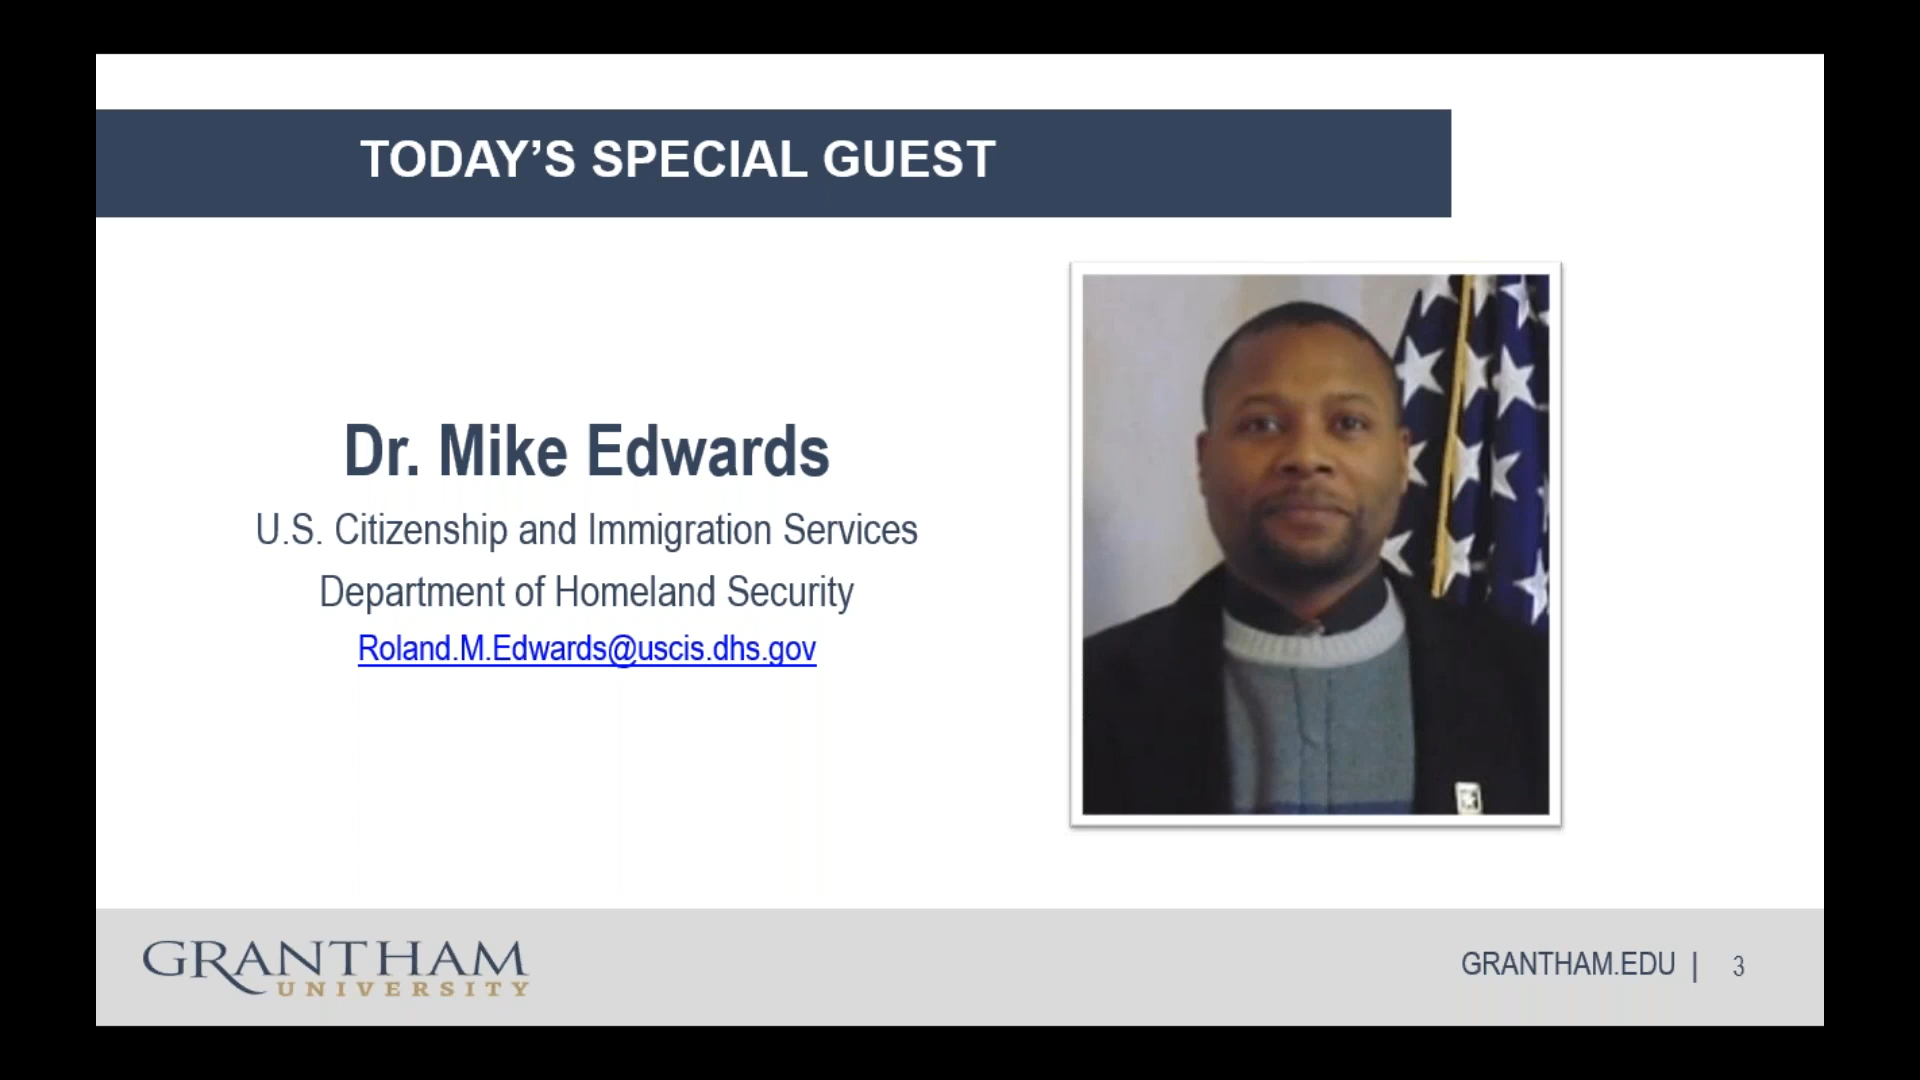 TODAY’S SPECIAL GUEST
Dr. Mike Edwards
U.S. Citizenship and Immigration Services
Department of Homeland Security
Roland.M.Edwards@uscis.dhs.gov
GRANTHAM
UNIVERSITY
GRANTHAM.EDU | 3